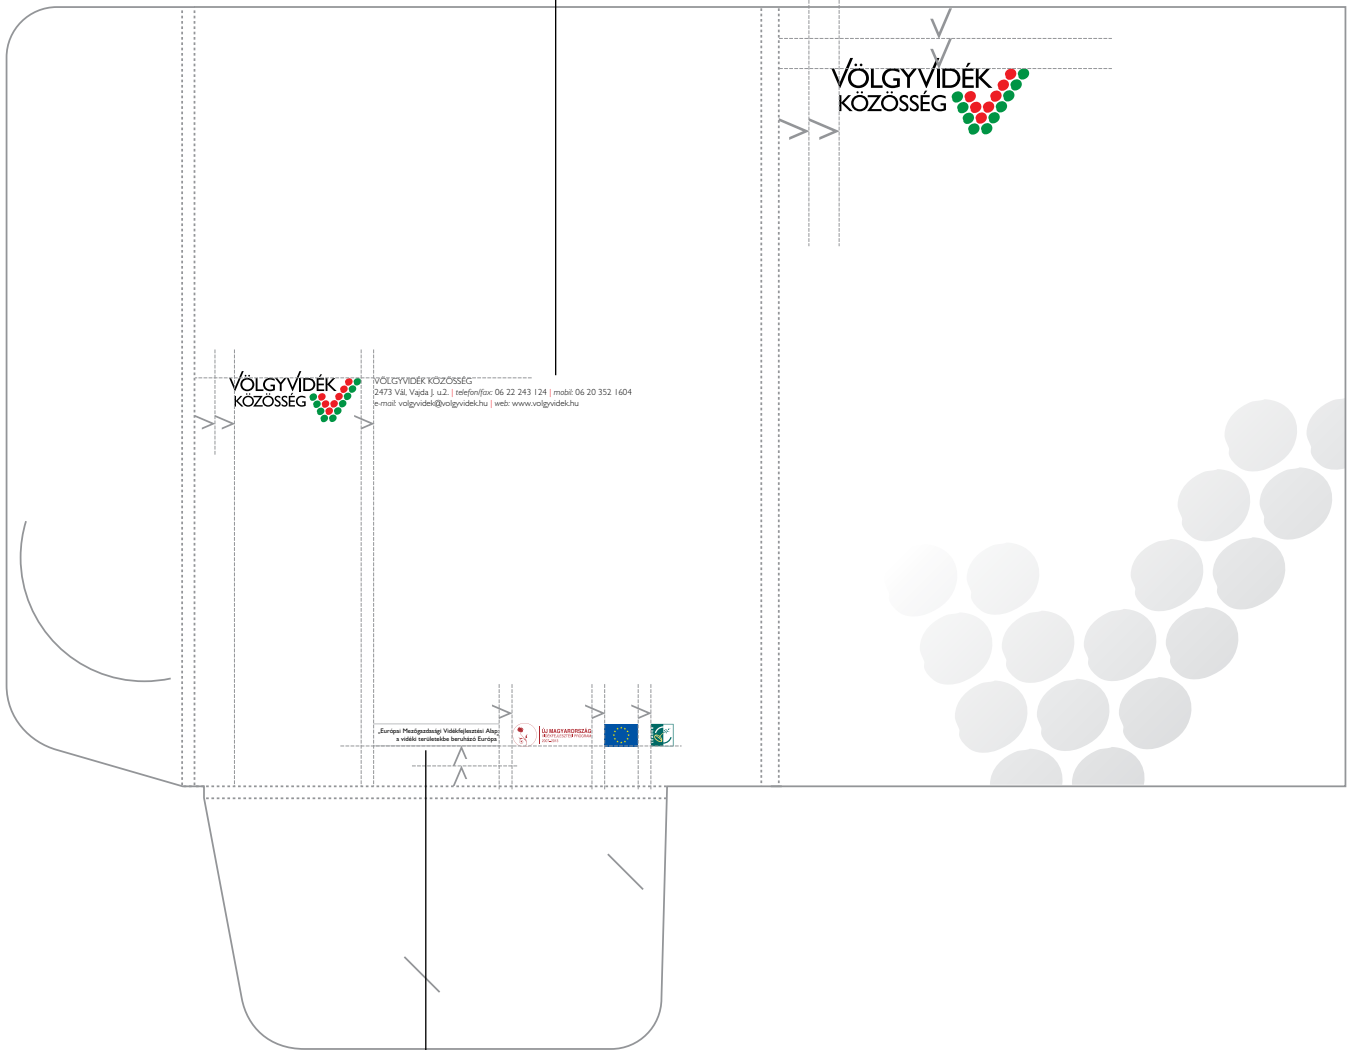 VÖLGYVIDÉK
KÖZÖSSÉG
VÖLGYVIDÉK
KÖZÖSSÉG
VÖLGYVIDÉK KÖZÖSSÉG
2473 Vál, Vajda J. u.2. | telefon/fax: 06 22 243 124 | mobil: 06 20 352 1604
e-mail: volgyvidek@volgyvidek.hu | web: www.volgyvidek.hu
„Európai Mezőgazdasági Vidékfejlesztési Alap:
a vidéki területekbe beruházó Európa”
ÚJ MAGYARORSZÁG
VIDÉKFEJLESZTÉSI PROGRAM